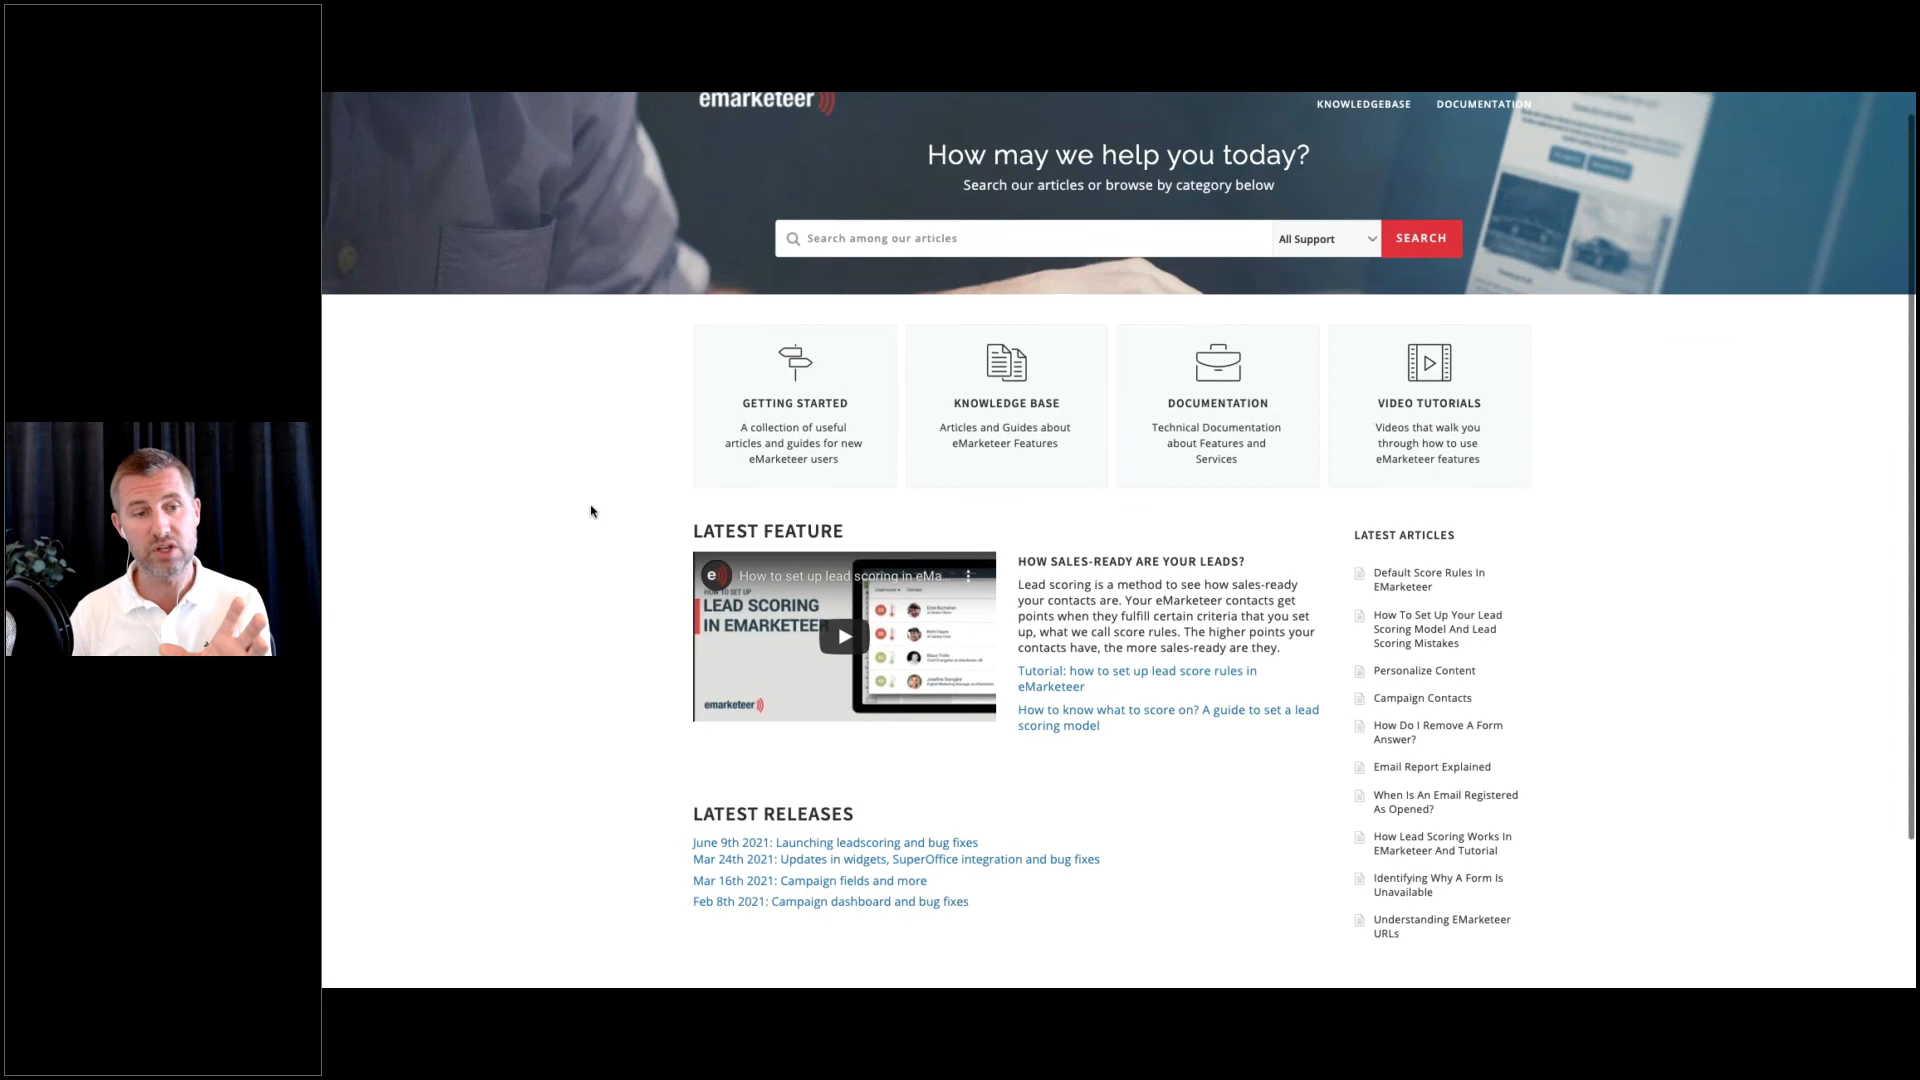 emarketeer
KNOWLEDGEBASE
DOCUMENTATION
How may we help you today?
Search our articles or browse by category below
Search among our articles
All Support
SEARCH
GETTING STARTED
A collection of useful
articles and guides for new
eMarketeer users
KNOWLEDGE BASE
Articles and Guides about
eMarketeer Features
DOCUMENTATION
Technical Documentation
about Features and
Services
VIDEO TUTORIALS
Videos that walk you
through how to use
eMarketeer features
LATEST FEATURE
e
How to set up lead scoring in eMa...
HOW TO SET UP
LEAD SCORING
IN EMARKETEER
emarketeer
HOW SALES-READY ARE YOUR LEADS?
Lead scoring is a method to see how sales-ready
your contacts are. Your eMarketeer contacts get
points when they fulfill certain criteria that you set
up, what we call score rules. The higher points your
contacts have, the more sales-ready are they.
Tutorial: how to set up lead score rules in
eMarketeer
How to know what to score on? A guide to set a lead
scoring model
LATEST RELEASES
June 9th 2021: Launching leadscoring and bug fixes
Mar 24th 2021: Updates in widgets, SuperOffice integration and bug fixes
Mar 16th 2021: Campaign fields and more
Feb 8th 2021: Campaign dashboard and bug fixes
LATEST ARTICLES
Default Score Rules In
EMarketeer
How To Set Up Your Lead
Scoring Model And Lead
Scoring Mistakes
Personalize Content
Campaign Contacts
How Do I Remove A Form
Answer?
Email Report Explained
When Is An Email Registered
As Opened?
How Lead Scoring Works In
EMarketeer And Tutorial
Identifying Why A Form Is
Unavailable
Understanding EMarketeer
URLs